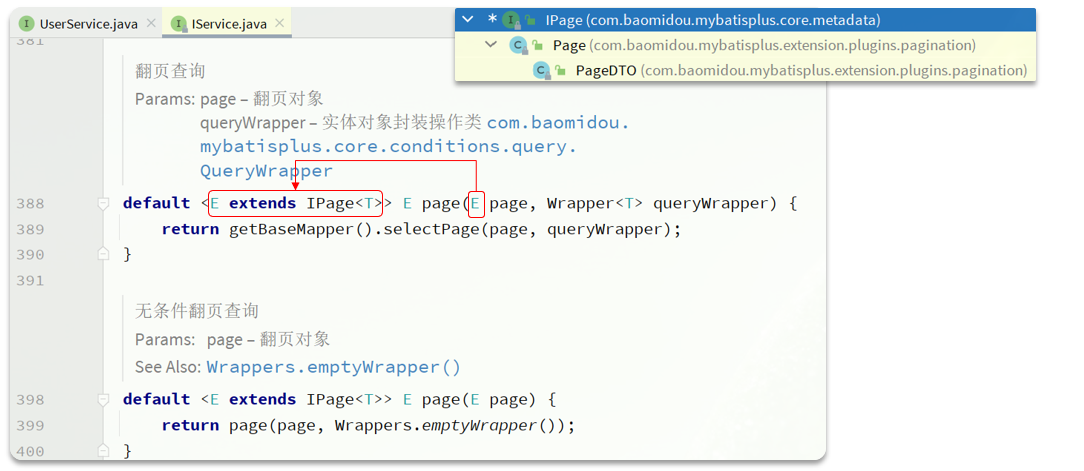 UserService.java
IService.java
IPage (com.baomidou.mybatisplus.core.metadata)
Page (com.baomidou.mybatisplus.extension.plugins.pagination)
PageDTO (com.baomidou.mybatisplus.extension.plugins.pagination)
381
翻页查询
Params: page – 翻页对象
queryWrapper – 实体对象封装操作类 com.baomidou.
mybatisplus.core.conditions.query.
QueryWrapper
388 default <E extends IPage<T>> E page(E page, Wrapper<T> queryWrapper) {
389 return getBaseMapper().selectPage(page, queryWrapper);
390 }
391
无条件翻页查询
Params: page – 翻页对象
See Also: Wrappers.emptyWrapper()
398 default <E extends IPage<T>> E page(E page) {
399 return page(page, Wrappers.emptyWrapper());
400 }